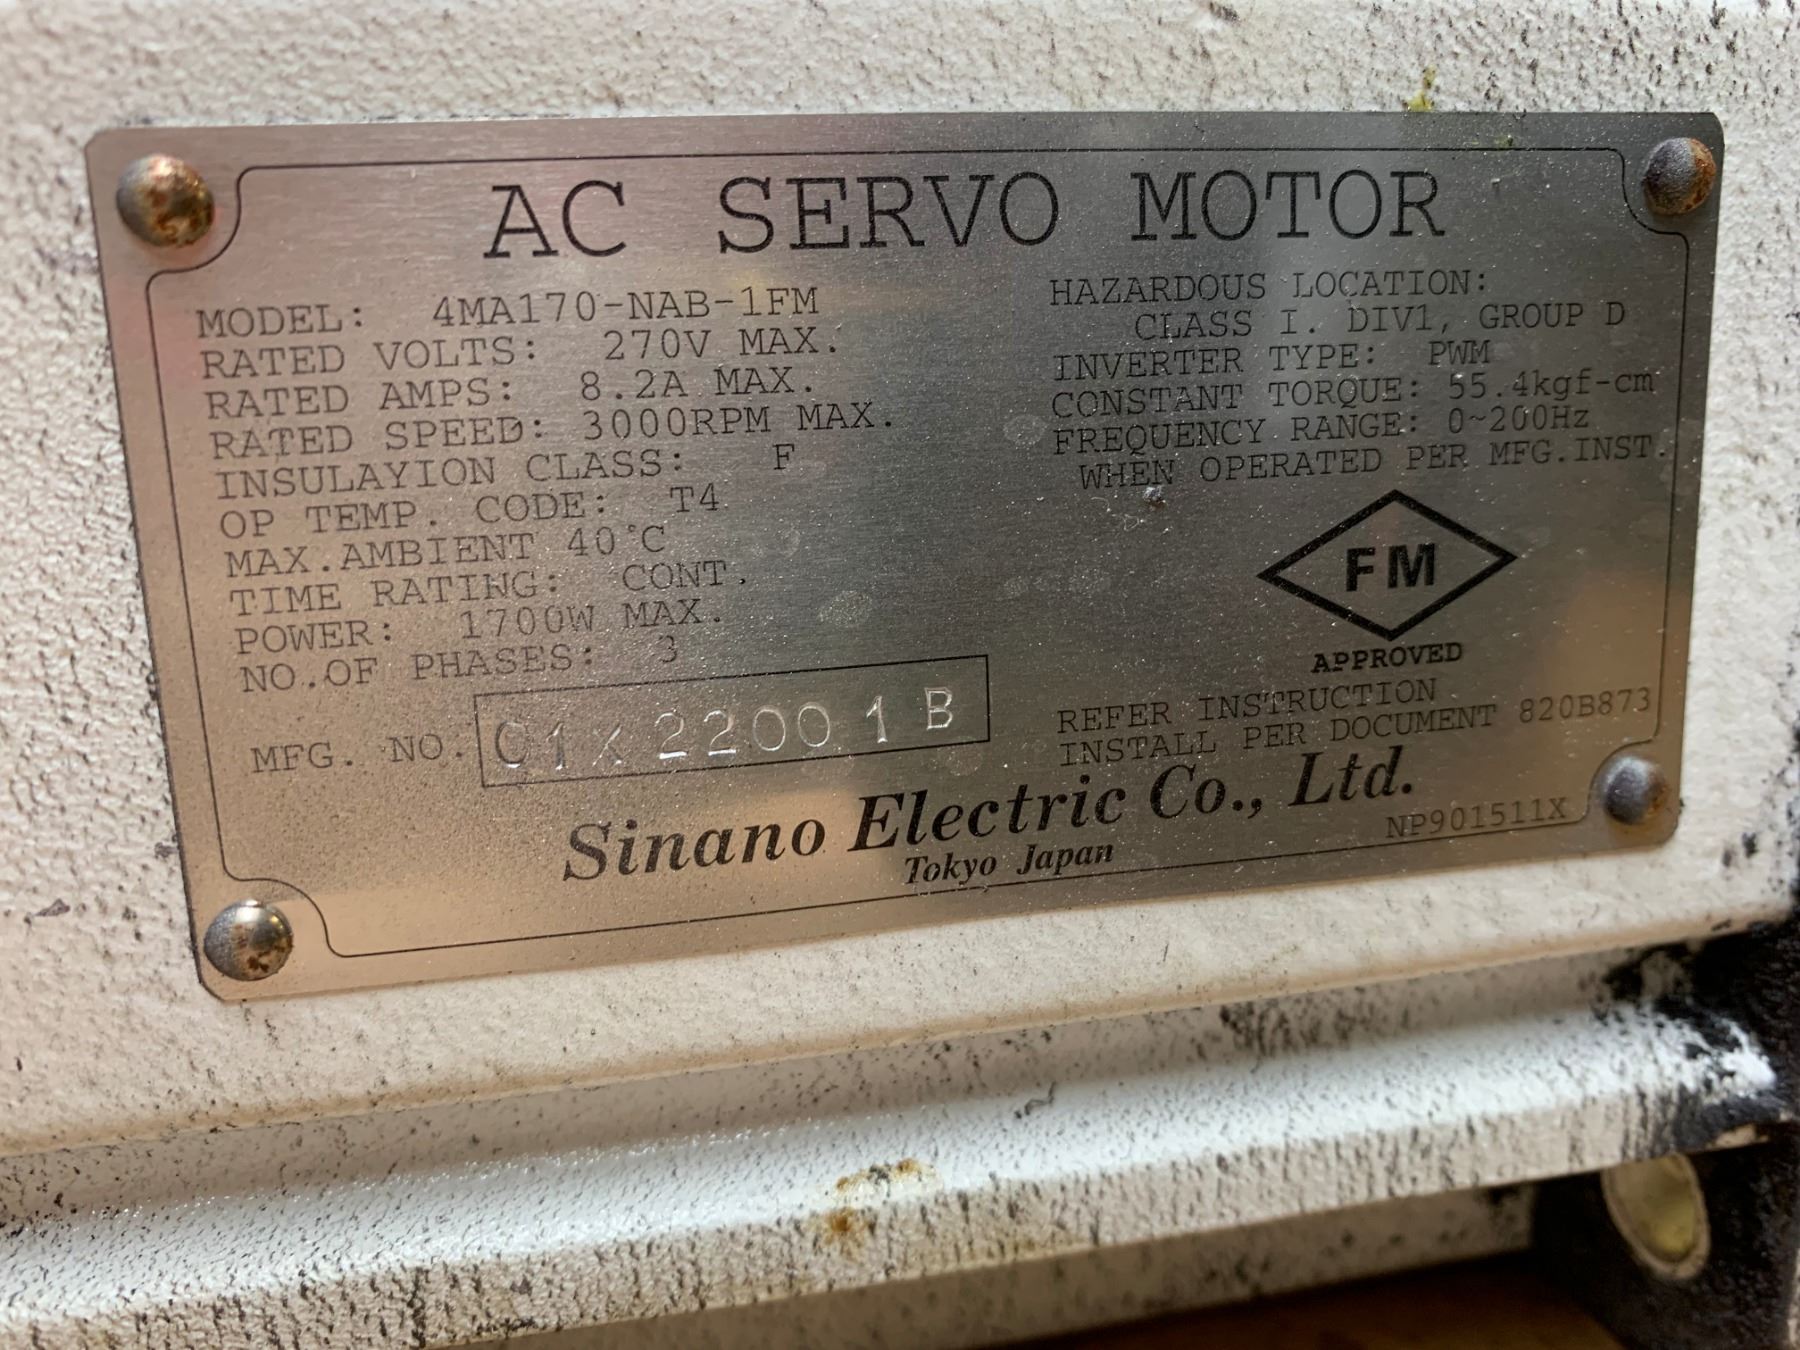 AC SERVO MOTOR
MODEL: 4MA170-NAB-1FM
RATED VOLTS: 270V MAX.
RATED AMPS: 8.2A MAX.
RATED SPEED: 3000RPM MAX.
INSULAYION CLASS: F
OP TEMP. CODE: T4
MAX.AMBIENT 40°C
TIME RATING: CONT.
POWER: 1700W MAX.
NO.OF PHASES: 3
MFG. NO. 01X22001B
HAZARDOUS LOCATION:
CLASS I. DIV1, GROUP D
INVERTER TYPE: PWM
CONSTANT TORQUE: 55.4kgf-cm
FREQUENCY RANGE: 0~200Hz
WHEN OPERATED PER MFG.INST.
FM
APPROVED
REFER INSTRUCTION
INSTALL PER DOCUMENT 820B873
Sinano Electric Co., Ltd.
Tokyo Japan
NP901511X